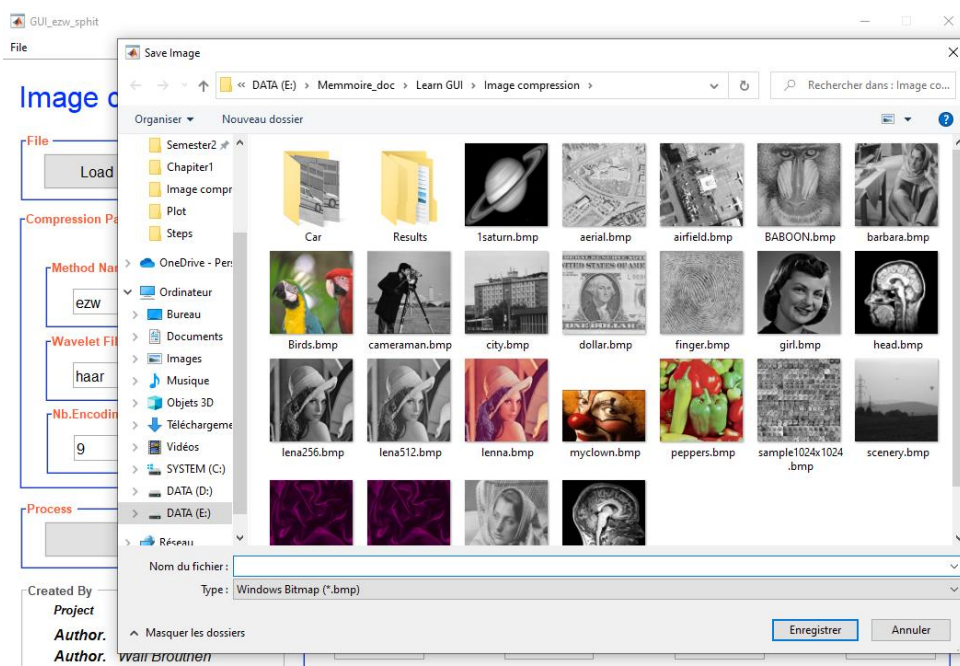 GUI_ezw_sphit
File
Image c
File
Load
Compression Pa
Method Nar
ezw
Wavelet Fil
haar
Nb.Encodin
9
Process
Created By
Project
Author.
Author. Wali Brouthen
Save Image
« DATA (E:) › Memmoire_doc › Learn GUI › Image compression ›
Rechercher dans : Image co...
Organiser
Nouveau dossier
Semester2
Chapiter1
Image compr
Plot
Steps
OneDrive - Pers
Ordinateur
Bureau
Documents
Images
Musique
Objets 3D
Téléchargeme
Vidéos
SYSTEM (C:)
DATA (D:)
DATA (E:)
Réseau
Car
Results
1saturn.bmp
aerial.bmp
airfield.bmp
BABOON.bmp
barbara.bmp
Birds.bmp
cameraman.bmp
city.bmp
dollar.bmp
finger.bmp
girl.bmp
head.bmp
lena256.bmp
lena512.bmp
lenna.bmp
myclown.bmp
peppers.bmp
sample1024x1024
.bmp
scenery.bmp
Nom du fichier :
Type : Windows Bitmap (*.bmp)
Masquer les dossiers
Enregistrer
Annuler